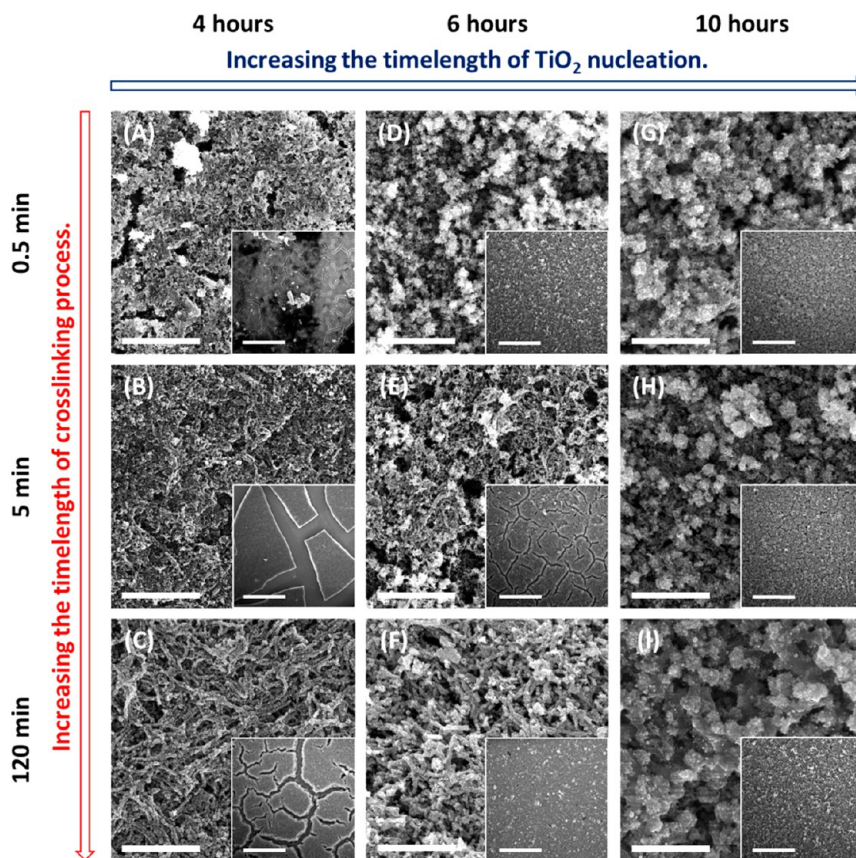 4 hours 6 hours 10 hours
Increasing the timelength of TiO₂ nucleation.
Increasing the timelength of crosslinking process.
0.5 min
(A) (D) (G)
5 min
(B) (E) (H)
120 min
(C) (F) (I)